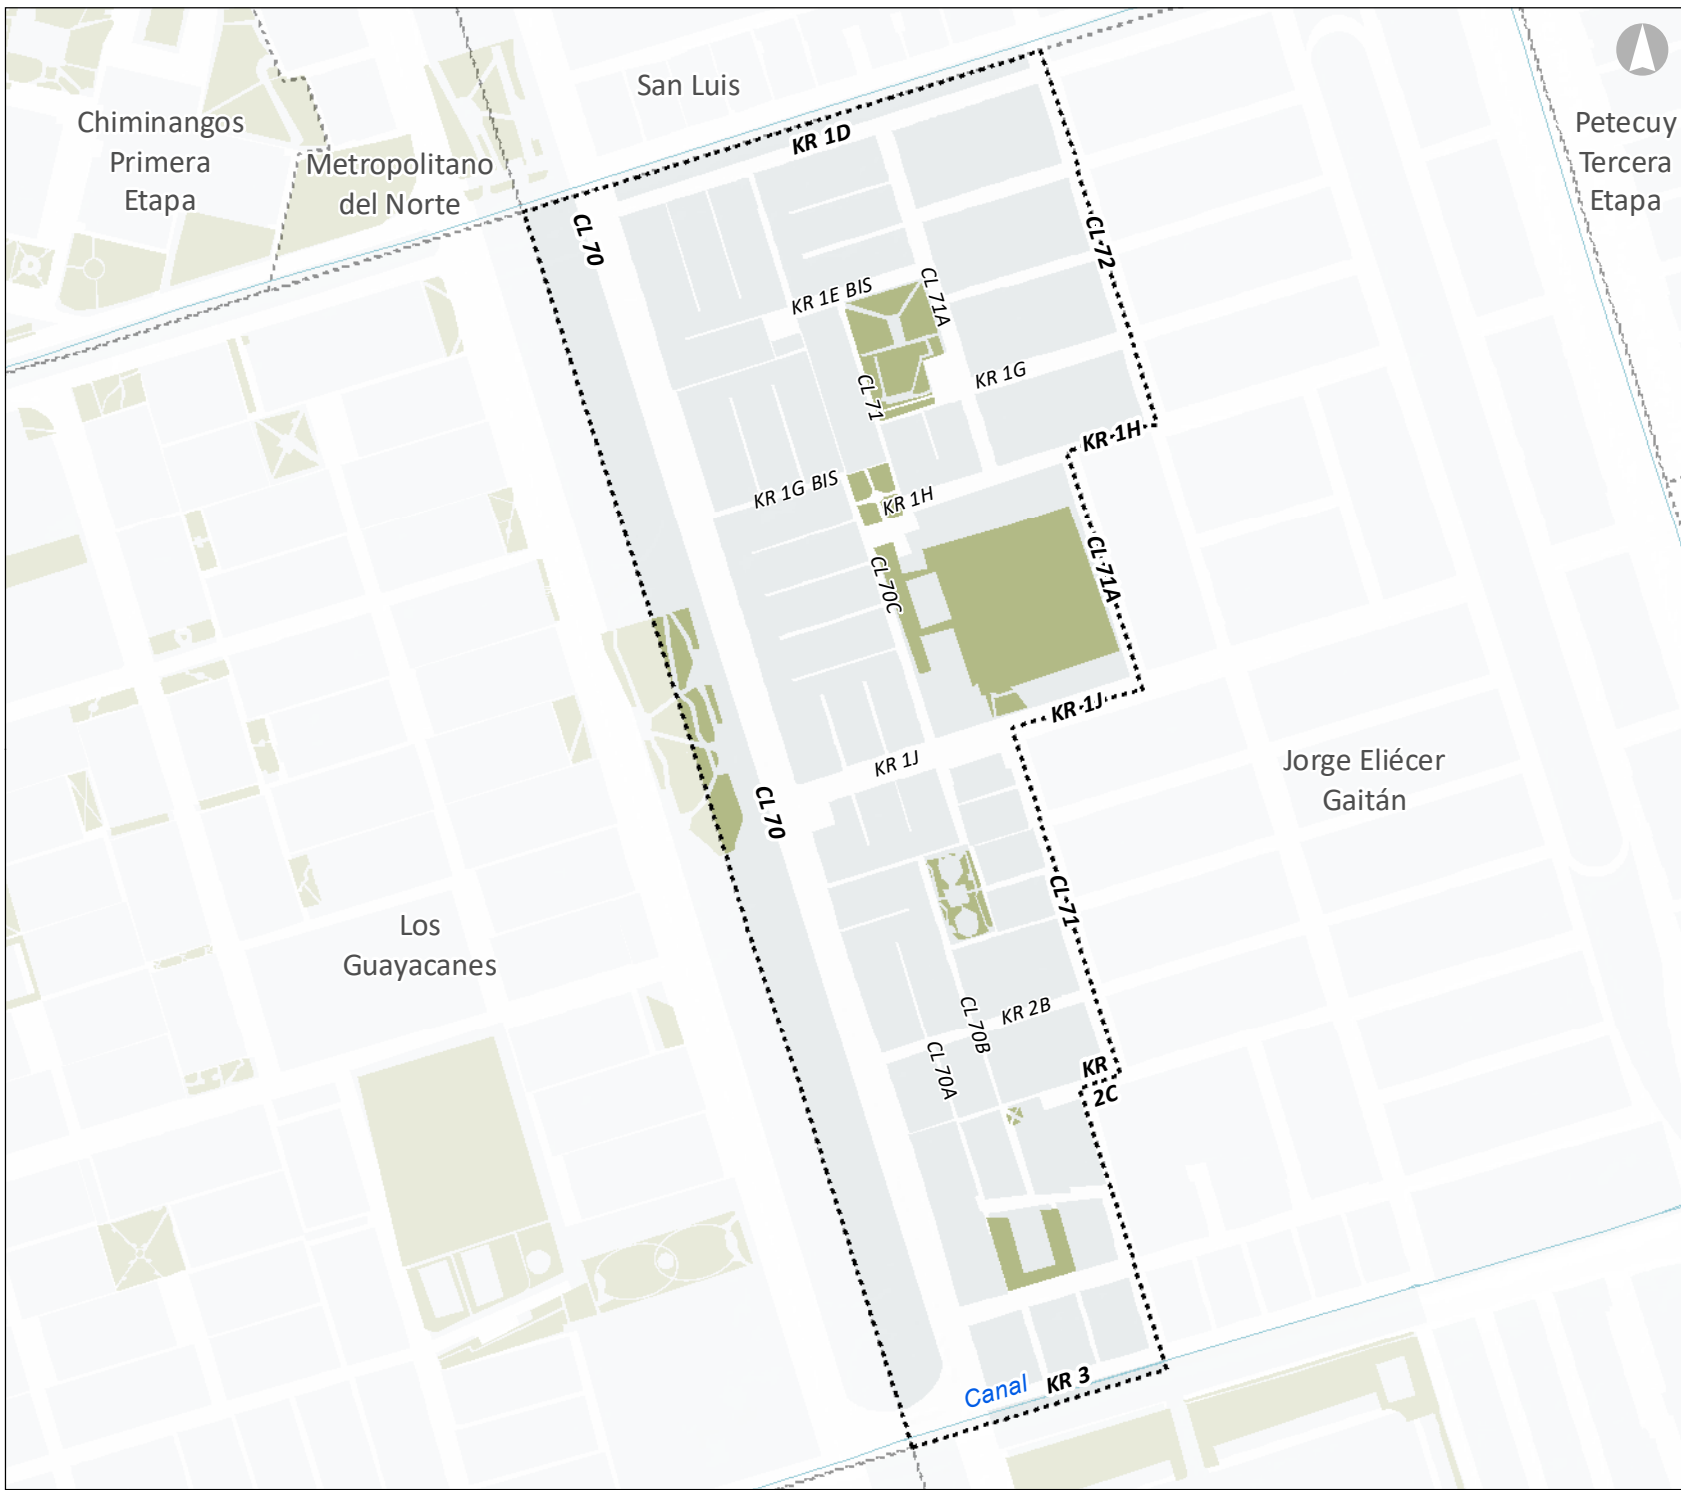 San Luis
Chiminangos
Primera
Etapa
Metropolitano
del Norte
Petecuy
Tercera
Etapa
KR 1D
CL 70
CL 72
KR 1E BIS
CL 71A
KR 1G
CL 71
KR 1H
KR 1G BIS
KR 1H
CL 71A
CL 70C
KR 1J
KR 1J
Jorge Eliécer
Gaitán
CL 70
CL 71
Los
Guayacanes
KR 2B
CL 70B
CL 70A
KR
2C
Canal
KR 3